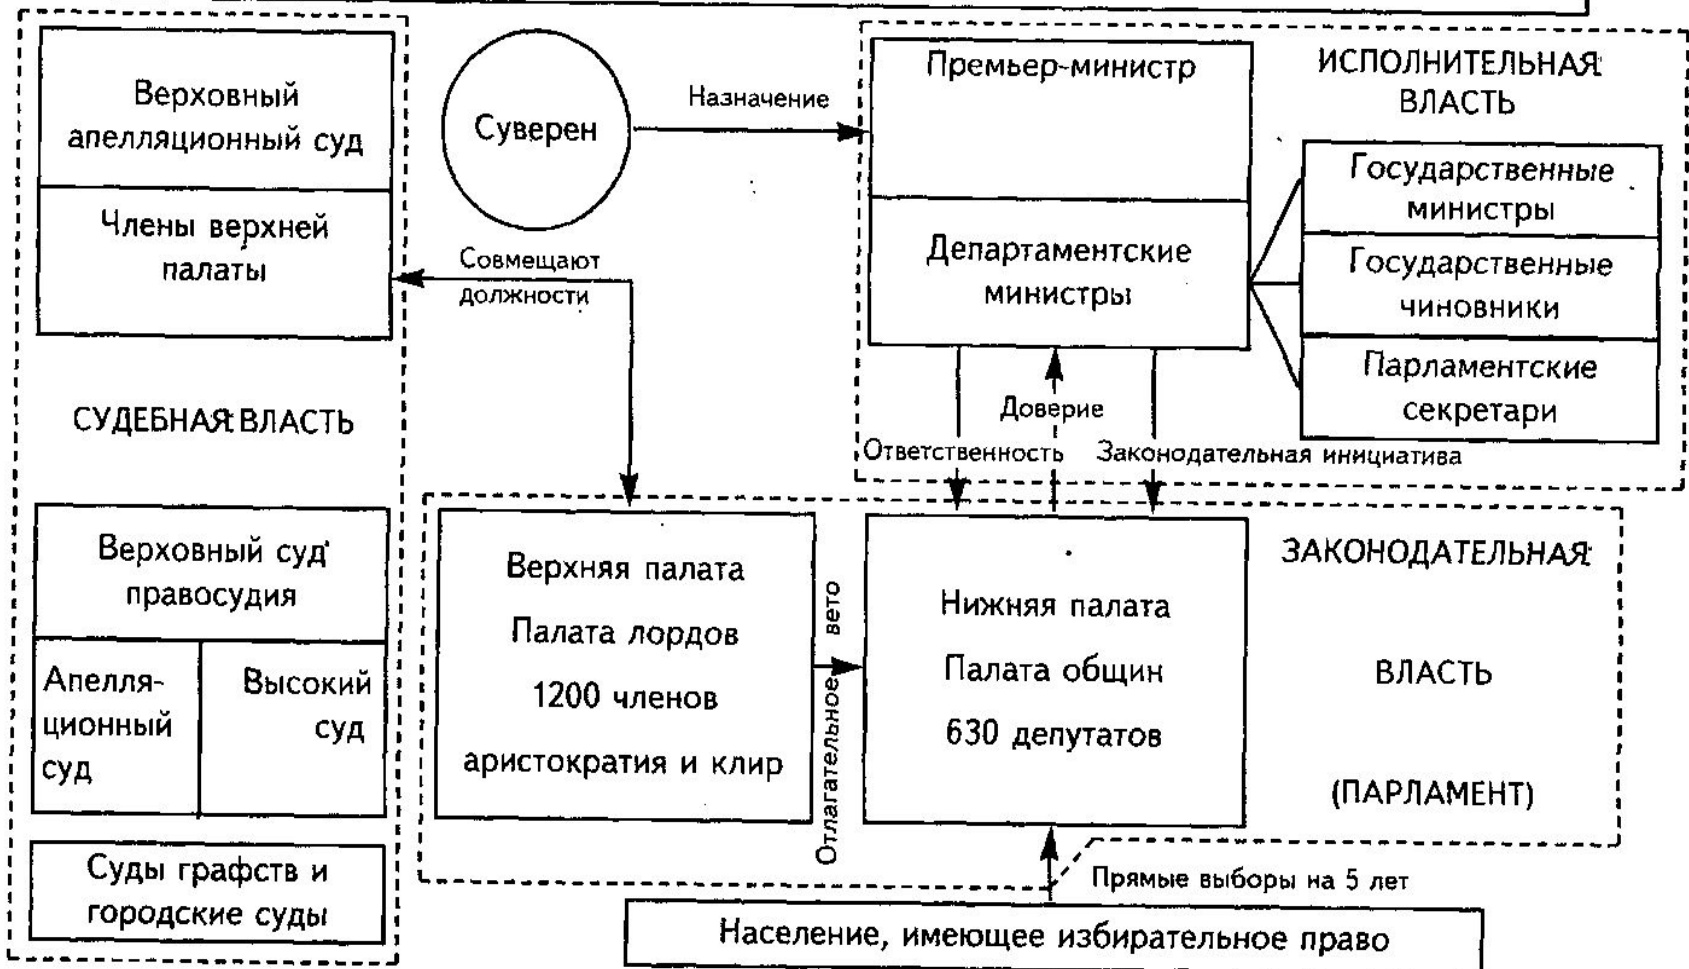 Верховный
апелляционный суд
Члены верхней
палаты
СУДЕБНАЯ ВЛАСТЬ
Верховный суд
правосудия
Апелля-
ционный
суд
Высокий
суд
Суды графств и
городские суды
Суверен
Назначение
Совмещают
должности
Премьер-министр
Департаментские
министры
ИСПОЛНИТЕЛЬНАЯ
ВЛАСТЬ
Государственные
министры
Государственные
чиновники
Парламентские
секретари
Доверие
Ответственность
Законодательная инициатива
Верхняя палата
Палата лордов
1200 членов
аристократия и клир
Отлагательное вето
Нижняя палата
Палата общин
630 депутатов
ЗАКОНОДАТЕЛЬНАЯ
ВЛАСТЬ
(ПАРЛАМЕНТ)
Прямые выборы на 5 лет
Население, имеющее избирательное право